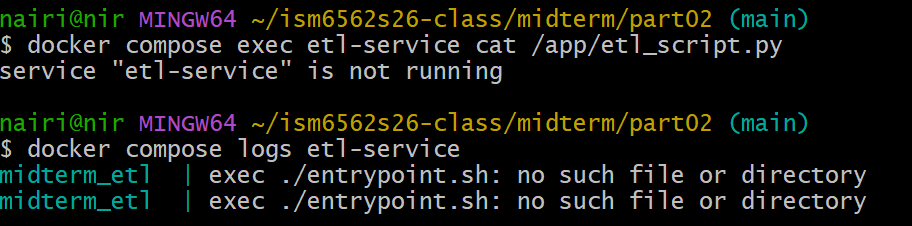 nairi@nir MINGW64 ~/ism6562s26-class/midterm/part02 (main)
$ docker compose exec etl-service cat /app/etl_script.py
service "etl-service" is not running
nairi@nir MINGW64 ~/ism6562s26-class/midterm/part02 (main)
$ docker compose logs etl-service
midterm_etl  | exec ./entrypoint.sh: no such file or directory
midterm_etl  | exec ./entrypoint.sh: no such file or directory